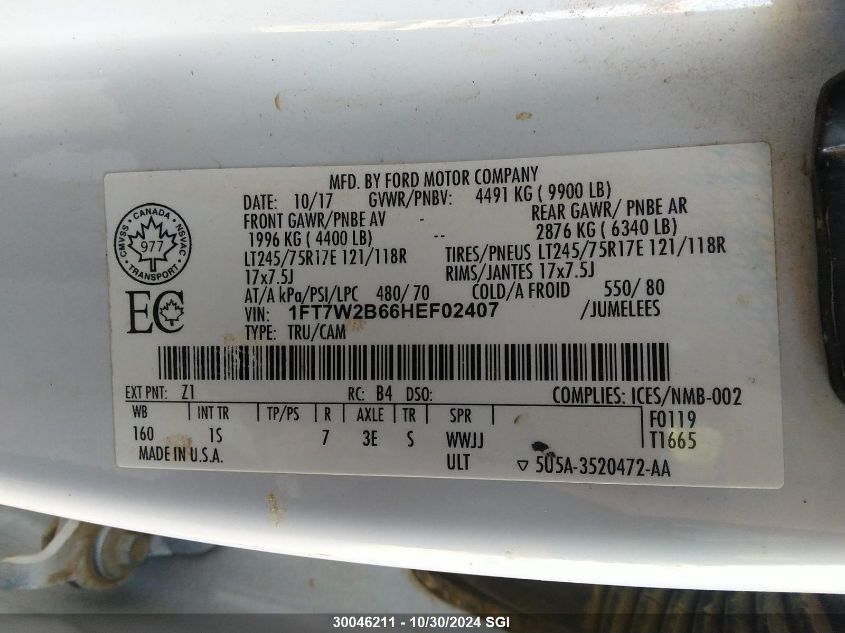 MFD. BY FORD MOTOR COMPANY
DATE: 10/17 GVWR/PNBV: 4491 KG ( 9900 LB)
FRONT GAWR/PNBE AV - REAR GAWR/ PNBE AR
1996 KG ( 4400 LB) -- 2876 KG ( 6340 LB)
LT245/75R17E 121/118R TIRES/PNEUS LT245/75R17E 121/118R
17x7.5J RIMS/JANTES 17x7.5J
AT/A kPa/PSI/LPC 480/ 70 COLD/A FROID 550/ 80
VIN: 1FT7W2B66HEF02407 /JUMELEES
TYPE: TRU/CAM
CANADA
CMVSS NSVAC
977
TRANSPORT
EC
EXT PNT: Z1 RC: B4 DSO: COMPLIES: ICES/NMB-002
WB INT TR TP/PS R AXLE TR SPR F0119
160 1S 7 3E S WWJJ T1665
MADE IN U.S.A. ULT ▽ 5U5A-3520472-AA
30046211 - 10/30/2024 SGI